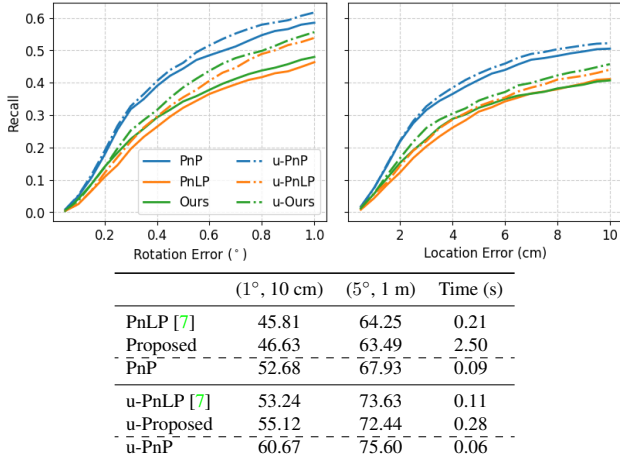 0.6
0.5
0.4
0.3
0.2
0.1
0.0
Recall
PnP u-PnP
PnLP u-PnLP
Ours u-Ours
0.2 0.4 0.6 0.8 1.0
Rotation Error (°)
2 4 6 8 10
Location Error (cm)
(1°, 10 cm) (5°, 1 m) Time (s)
PnLP [7] 45.81 64.25 0.21
Proposed 46.63 63.49 2.50
PnP 52.68 67.93 0.09
u-PnLP [7] 53.24 73.63 0.11
u-Proposed 55.12 72.44 0.28
u-PnP 60.67 75.60 0.06